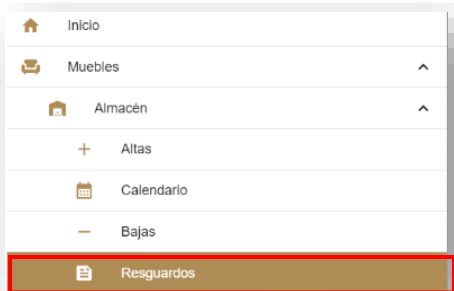 Inicio
Muebles
Almacén
Altas
Calendario
Bajas
Resguardos